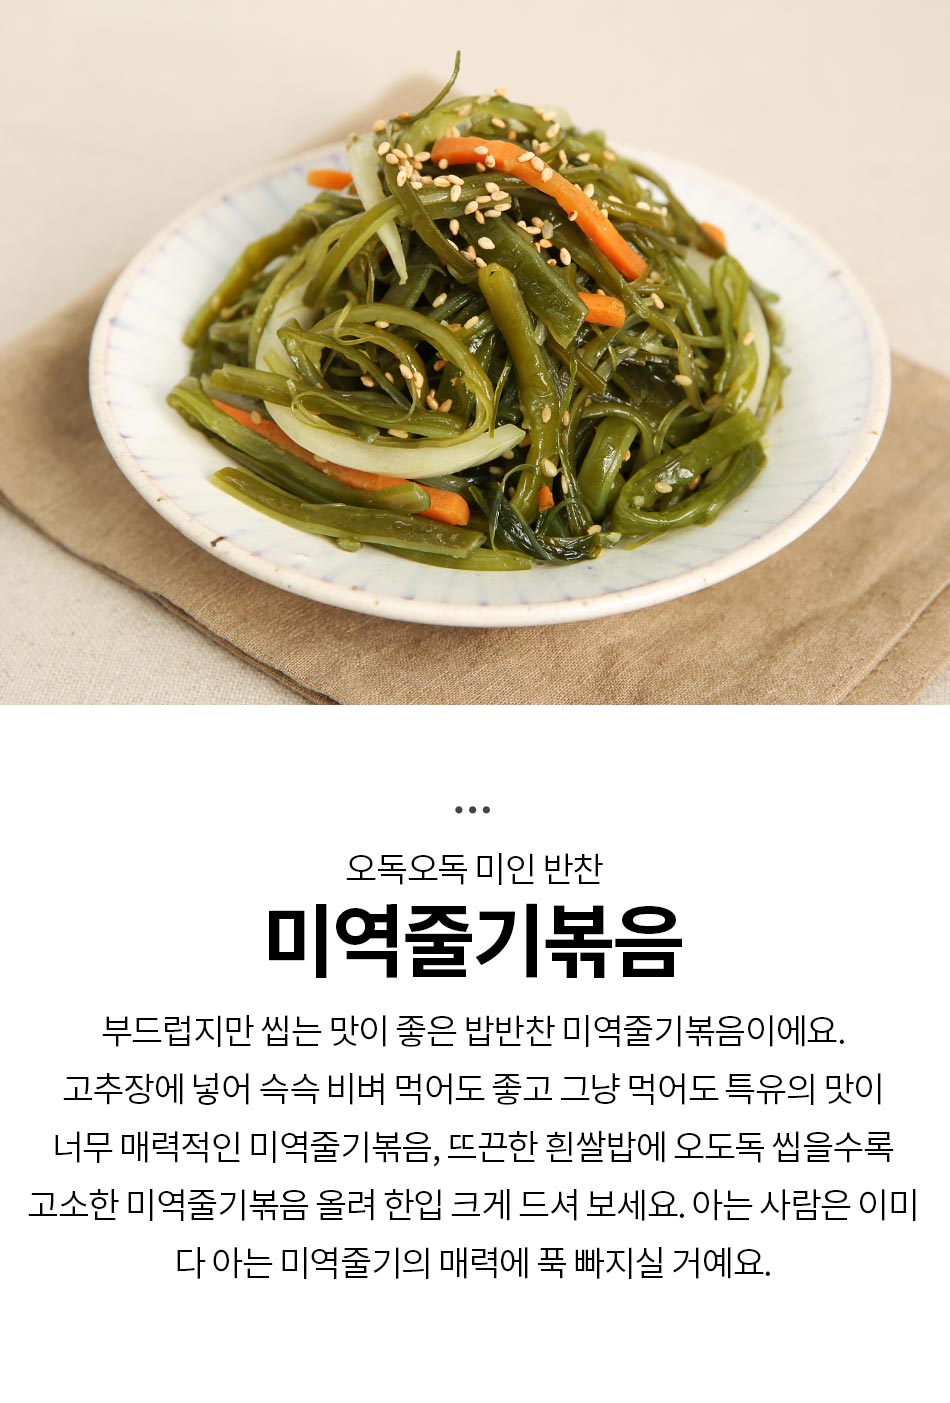 오독오독 미인 반찬
미역줄기볶음
부드럽지만 씹는 맛이 좋은 밥반찬 미역줄기볶음이에요.
고추장에 넣어 슥슥 비벼 먹어도 좋고 그냥 먹어도 특유의 맛이
너무 매력적인 미역줄기볶음, 뜨끈한 흰쌀밥에 오도독 씹을수록
고소한 미역줄기볶음 올려 한입 크게 드셔 보세요. 아는 사람은 이미
다 아는 미역줄기의 매력에 푹 빠지실 거예요.